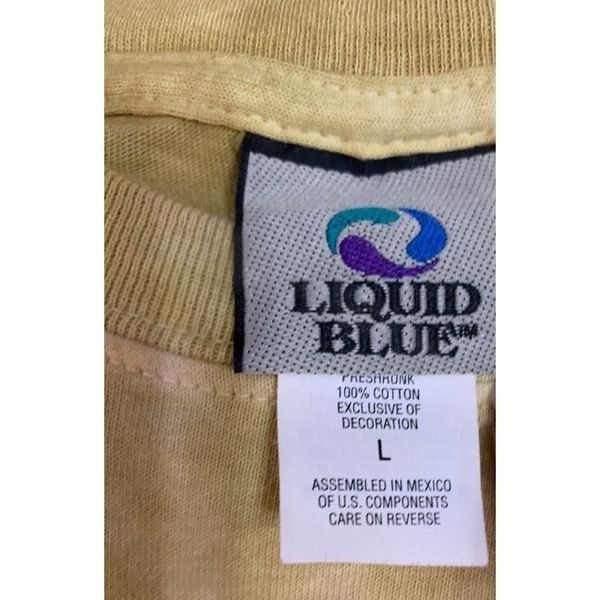 LIQUID
BLUE™
PRESHRUNK
100% COTTON
EXCLUSIVE OF
DECORATION
L
ASSEMBLED IN MEXICO
OF U.S. COMPONENTS
CARE ON REVERSE